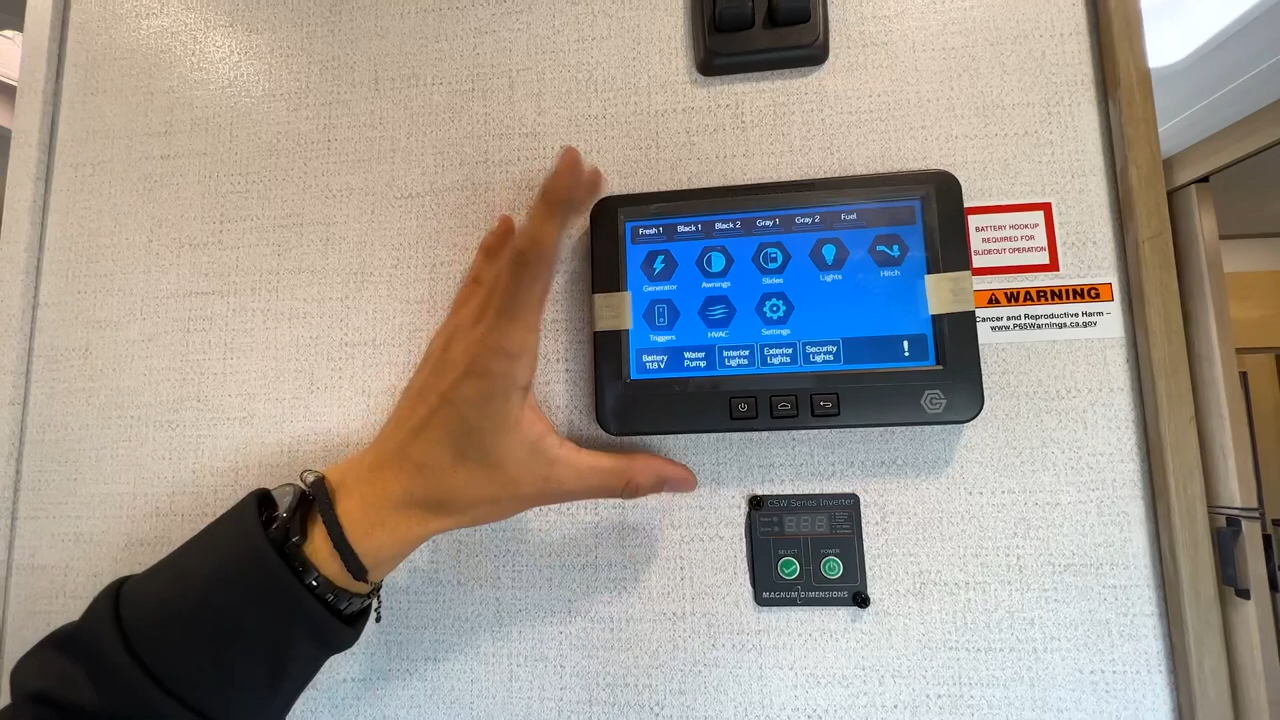 Fresh 1 Black 1 Black 2 Gray 1 Gray 2 Fuel
Generator Awnings Slides Lights Hitch
Triggers HVAC Settings
Battery
11.8 V
Water
Pump
Interior
Lights
Exterior
Lights
Security
Lights
!
BATTERY HOOKUP
REQUIRED FOR
SLIDEOUT OPERATION
WARNING
Cancer and Reproductive Harm –
www.P65Warnings.ca.gov
CSW Series Inverter
SELECT POWER
MAGNUM DIMENSIONS